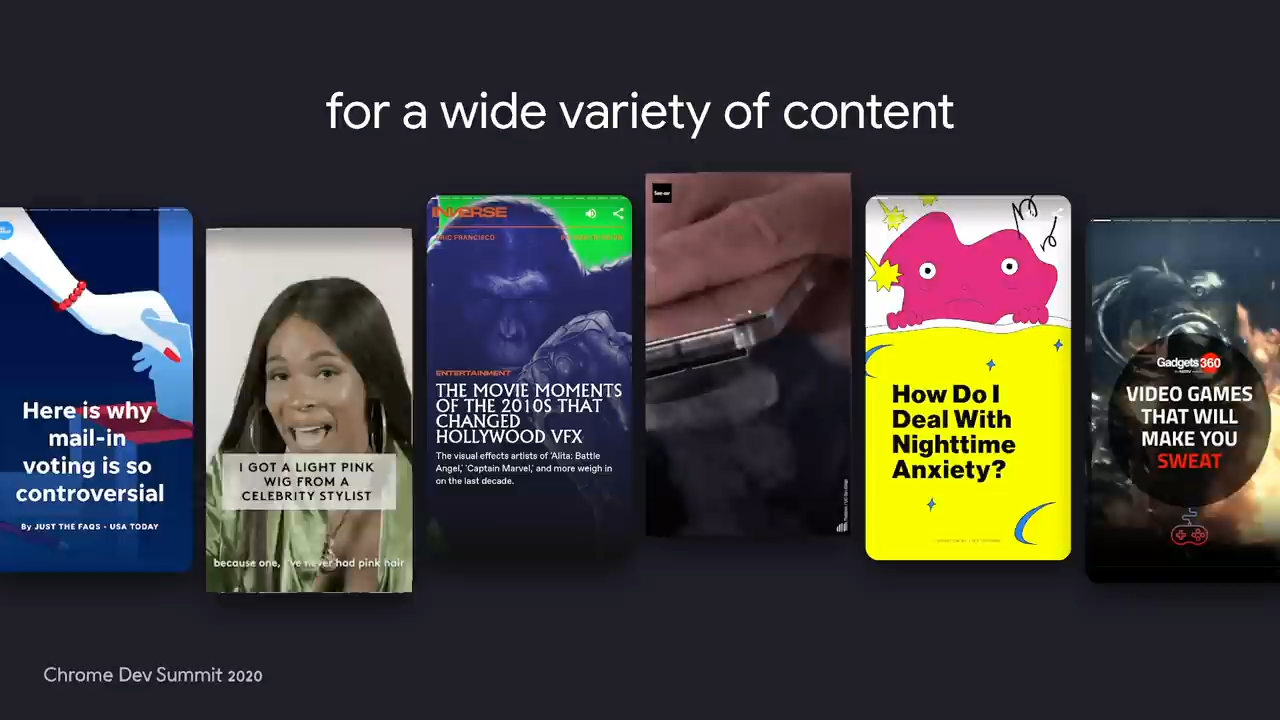 for a wide variety of content
Here is why
mail-in
voting is so
controversial
By JUST THE FAQS - USA TODAY
I GOT A LIGHT PINK
WIG FROM A
CELEBRITY STYLIST
because one, I've never had pink hair
INVERSE
ERIC FRANCISCO
ENTERTAINMENT
THE MOVIE MOMENTS
OF THE 2010S THAT
CHANGED
HOLLYWOOD VFX
The visual effects artists of 'Alita: Battle
Angel,' 'Captain Marvel,' and more weigh in
on the last decade.
How Do I
Deal With
Nighttime
Anxiety?
Gadgets 360
VIDEO GAMES
THAT WILL
MAKE YOU
SWEAT
Chrome Dev Summit 2020